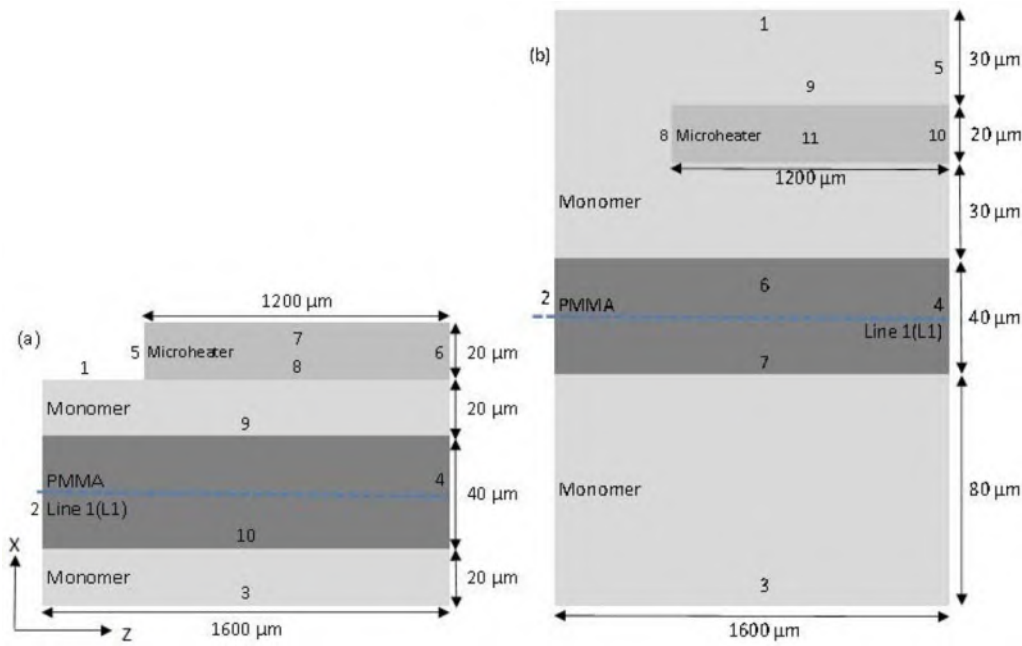 (a)
1200 μm
7
5 Microheater 6 20 μm
1 8
Monomer 20 μm
9
PMMA 4 40 μm
2 Line 1(L1)
10
X
Monomer 20 μm
3
Z 1600 μm
(b)
1
5 30 μm
9
8 Microheater 11 10 20 μm
1200 μm
Monomer 30 μm
6
2 PMMA 4 40 μm
Line 1(L1)
7
Monomer 80 μm
3
1600 μm